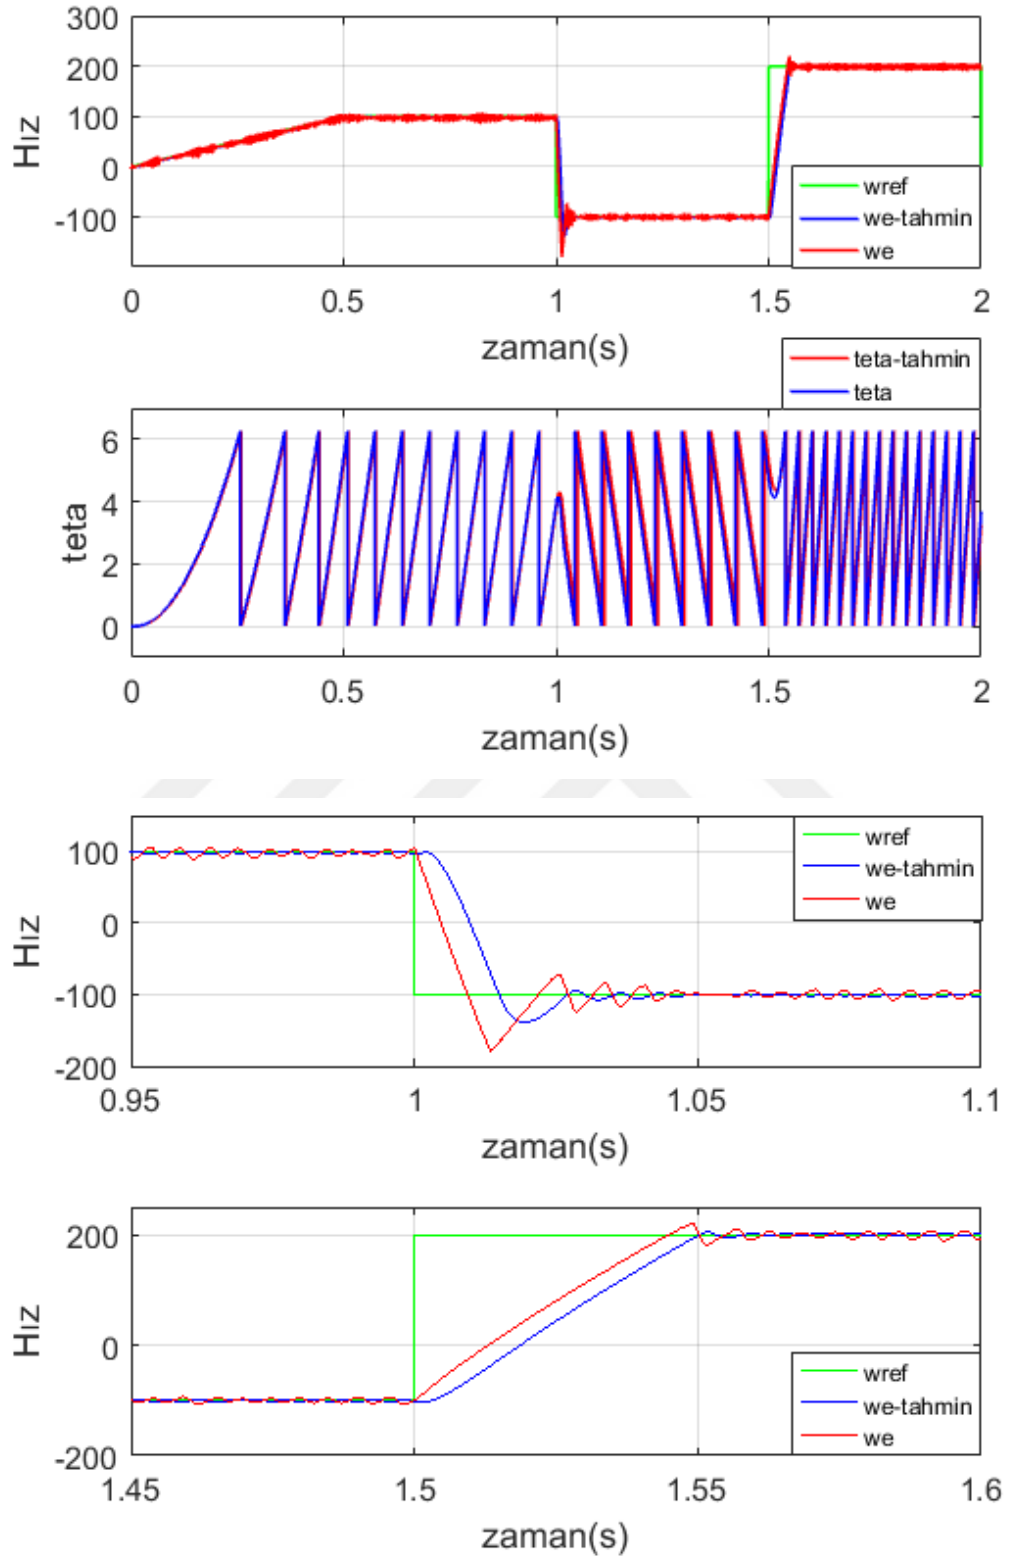 300
200
100
0
-100
Hız
wref
we-tahmin
we
0 0.5 1 1.5 2
zaman(s)
teta-tahmin
teta
6
4
2
0
teta
0 0.5 1 1.5 2
zaman(s)
100
0
-100
-200
Hız
wref
we-tahmin
we
0.95 1 1.05 1.1
zaman(s)
200
0
-200
Hız
wref
we-tahmin
we
1.45 1.5 1.55 1.6
zaman(s)